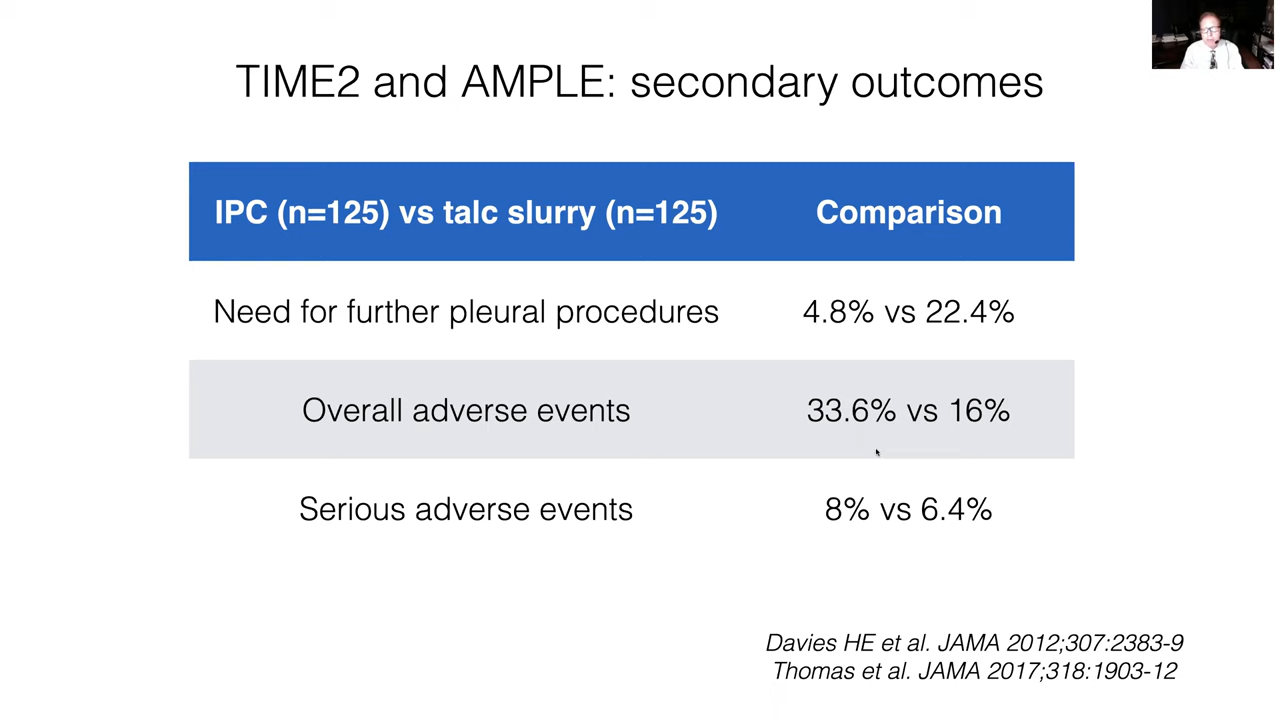 TIME2 and AMPLE: secondary outcomes
IPC (n=125) vs talc slurry (n=125) Comparison
Need for further pleural procedures 4.8% vs 22.4%
Overall adverse events 33.6% vs 16%
Serious adverse events 8% vs 6.4%
Davies HE et al. JAMA 2012;307:2383-9
Thomas et al. JAMA 2017;318:1903-12